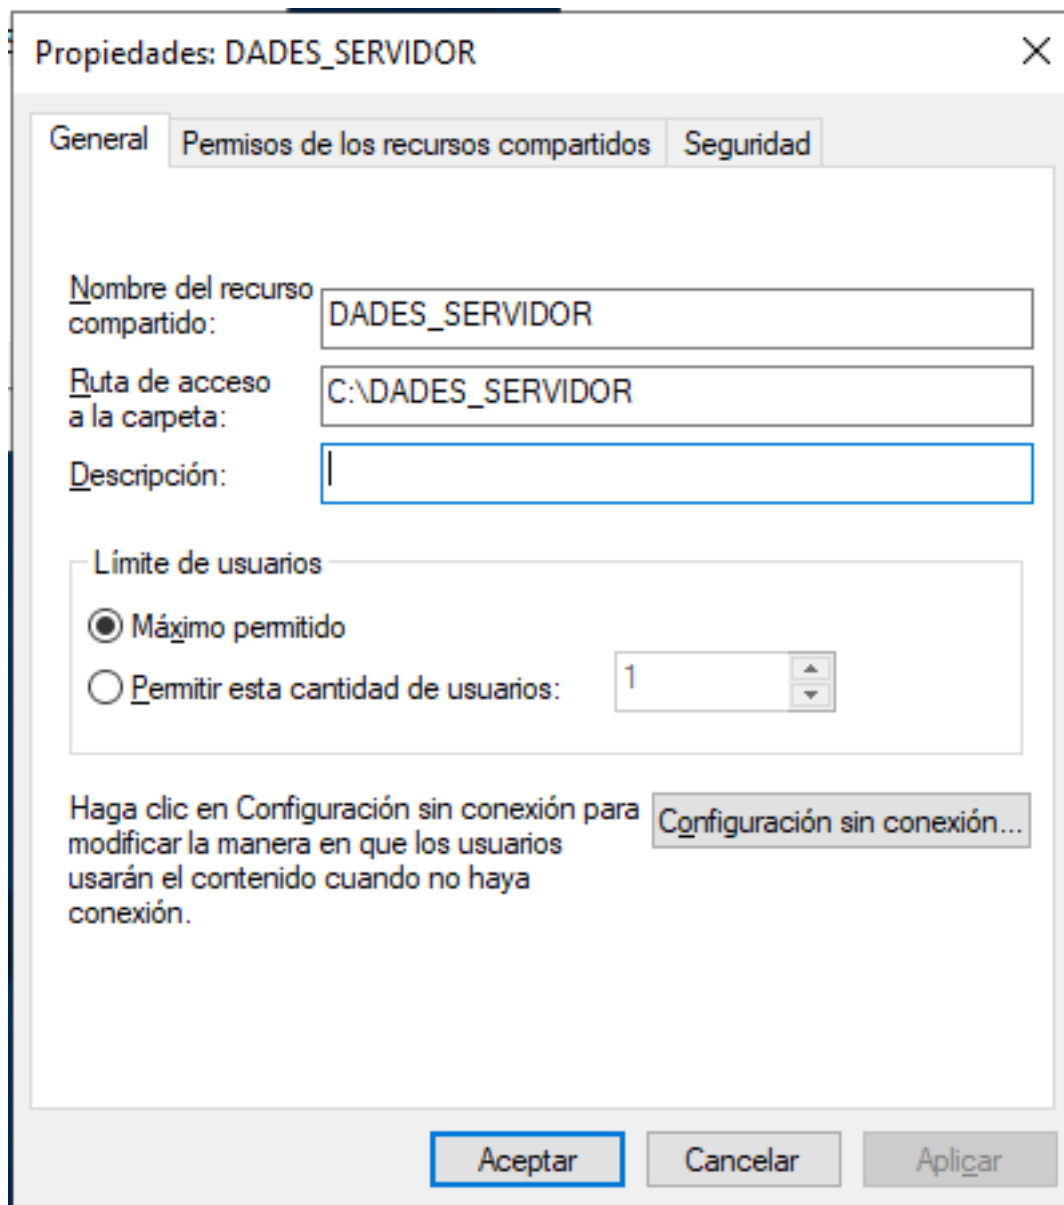 Propiedades: DADES_SERVIDOR
General
Permisos de los recursos compartidos
Seguridad
Nombre del recurso
compartido:
DADES_SERVIDOR
Ruta de acceso
a la carpeta:
C:\DADES_SERVIDOR
Descripción:
Límite de usuarios
Máximo permitido
Permitir esta cantidad de usuarios:
1
Haga clic en Configuración sin conexión para
modificar la manera en que los usuarios
usarán el contenido cuando no haya
conexión.
Configuración sin conexión...
Aceptar
Cancelar
Aplicar